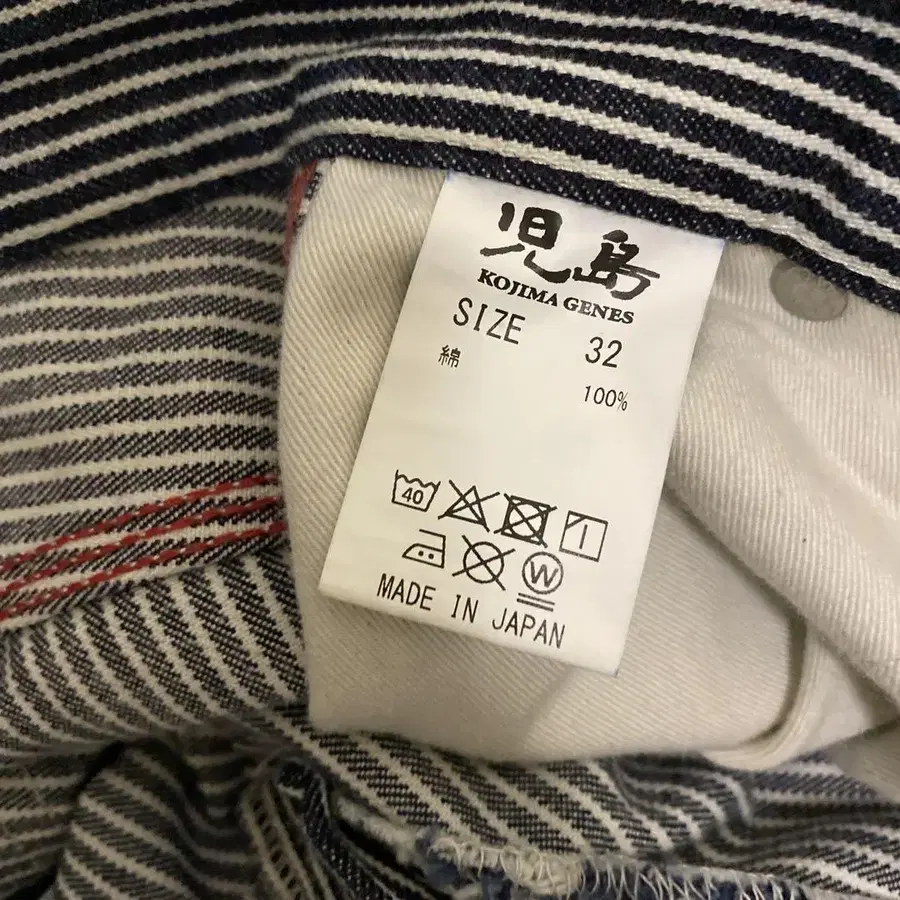 児島
KOJIMA GENES
SIZE 32
綿 100%
40
W
MADE IN JAPAN